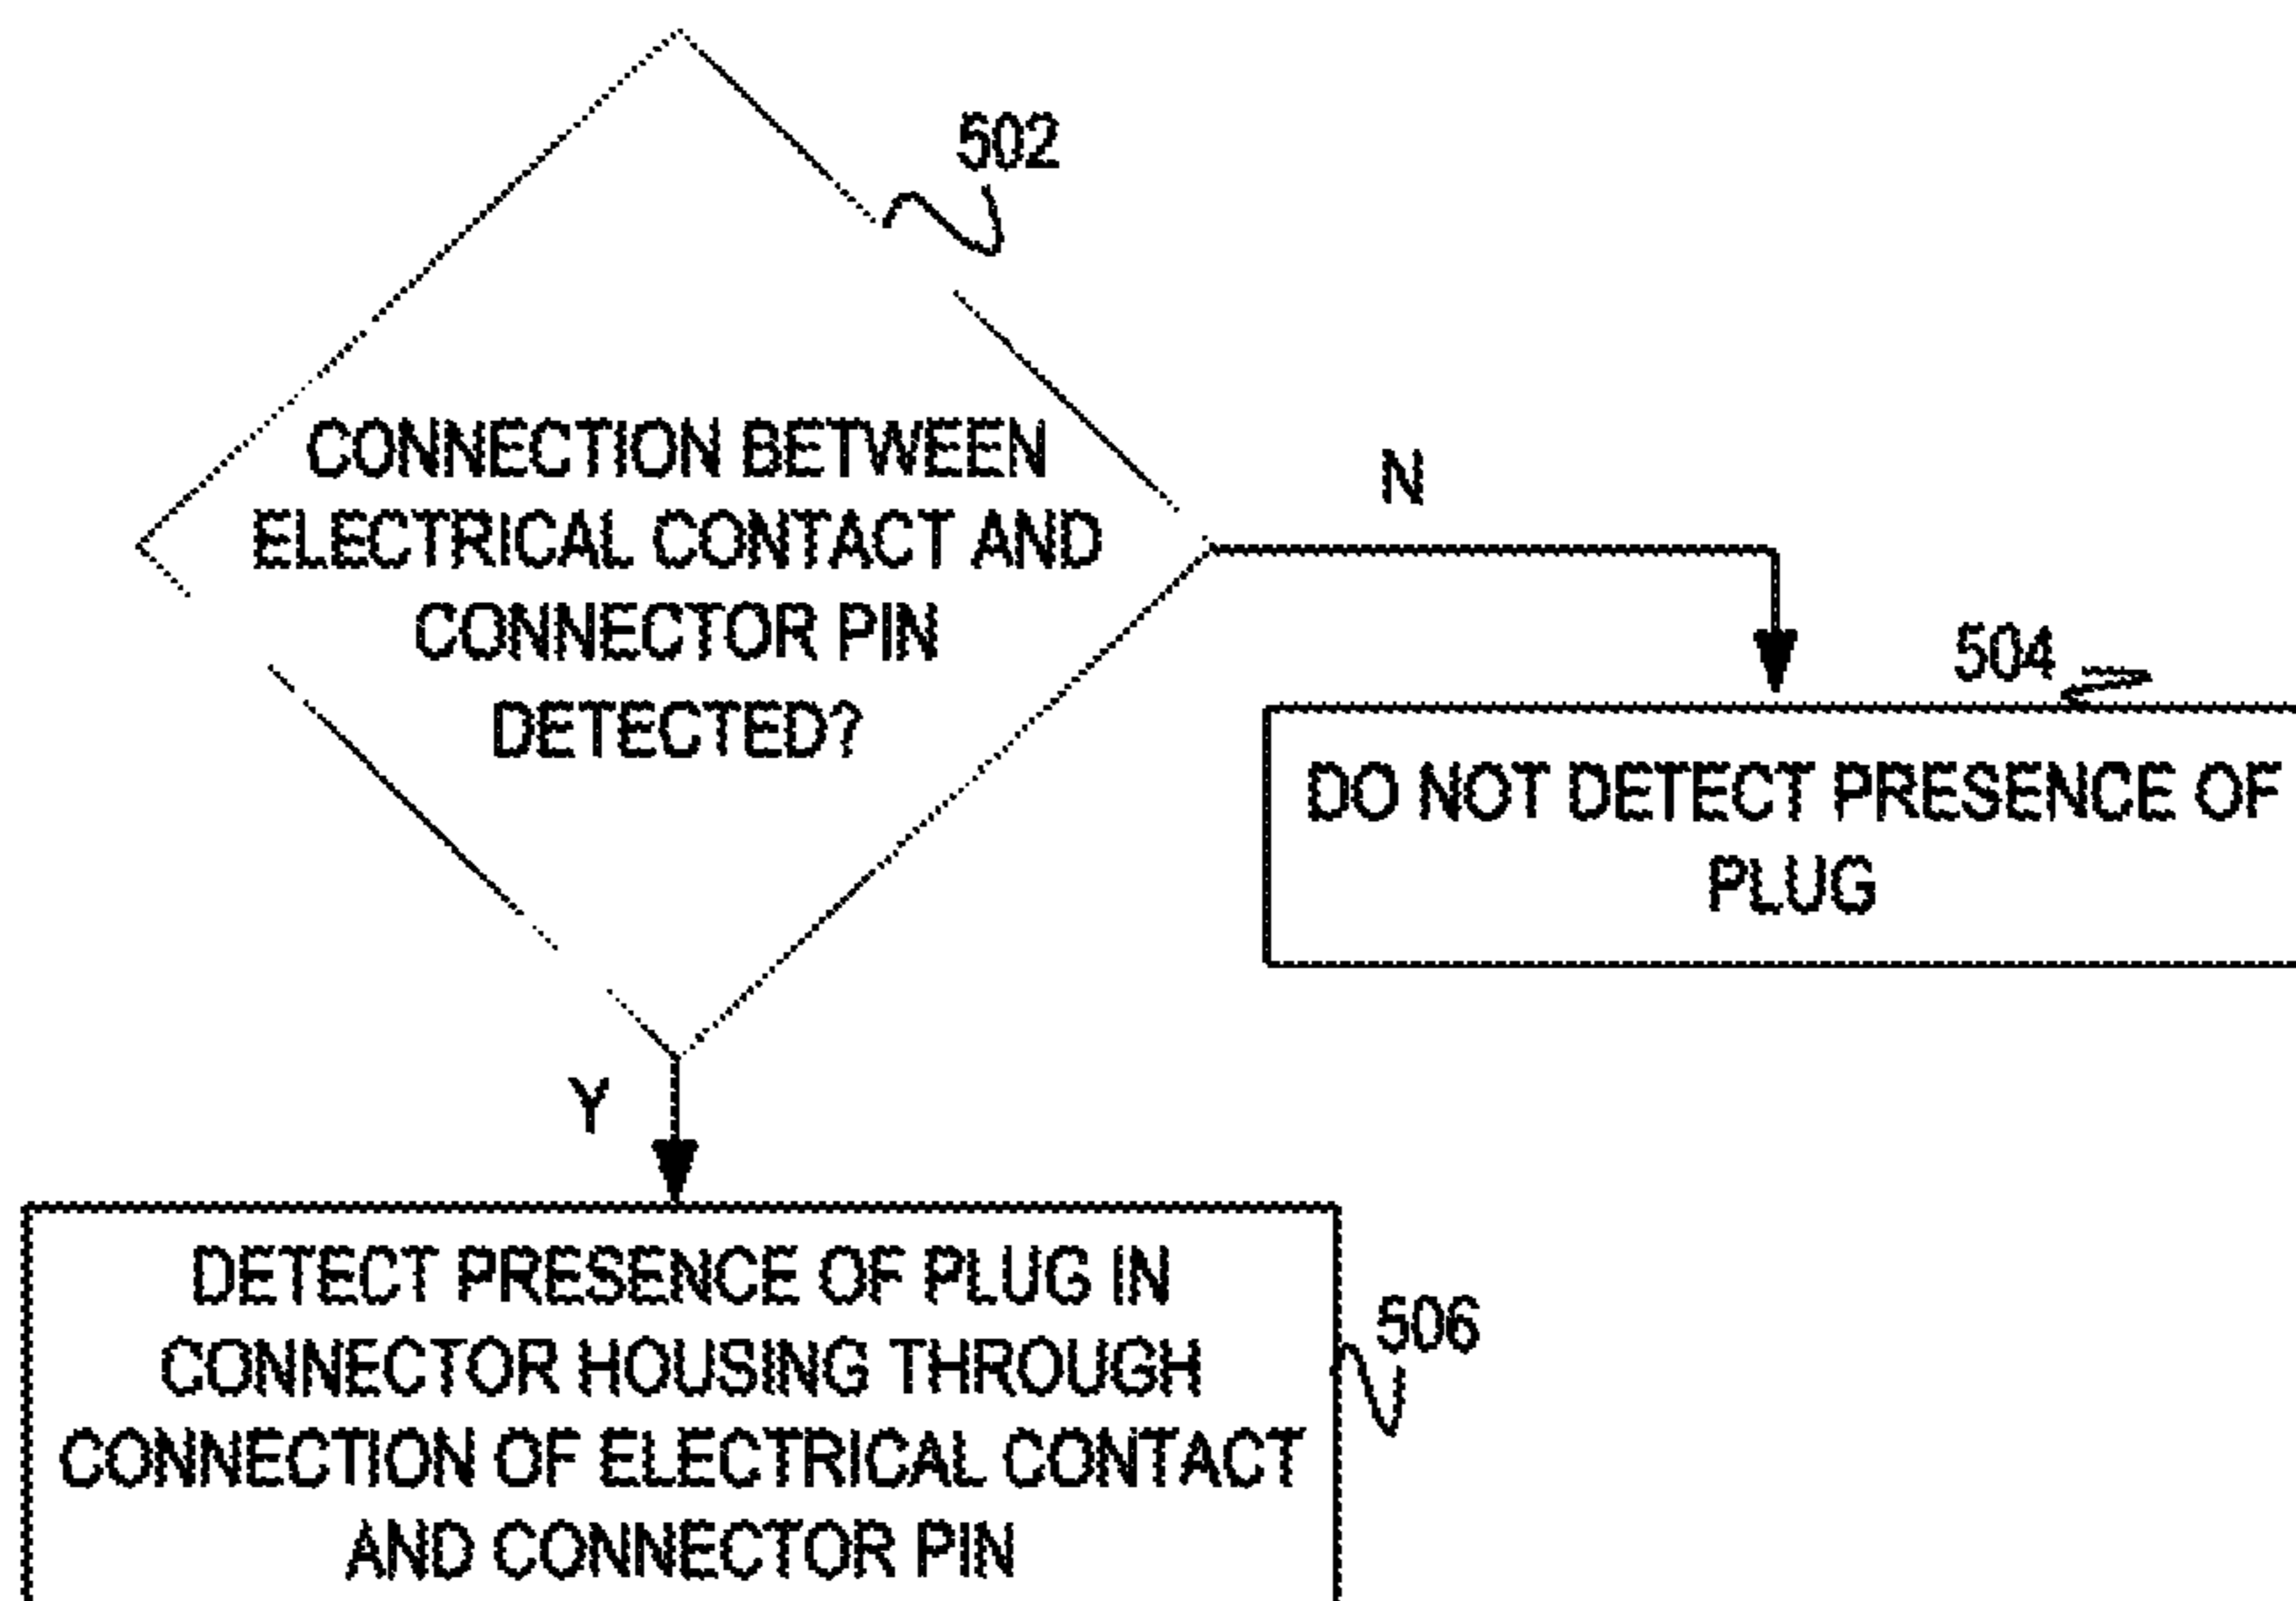 502
CONNECTION BETWEEN
ELECTRICAL CONTACT AND
CONNECTOR PIN
DETECTED?
N
504
DO NOT DETECT PRESENCE OF
PLUG
Y
DETECT PRESENCE OF PLUG IN
CONNECTOR HOUSING THROUGH
CONNECTION OF ELECTRICAL CONTACT
AND CONNECTOR PIN
506